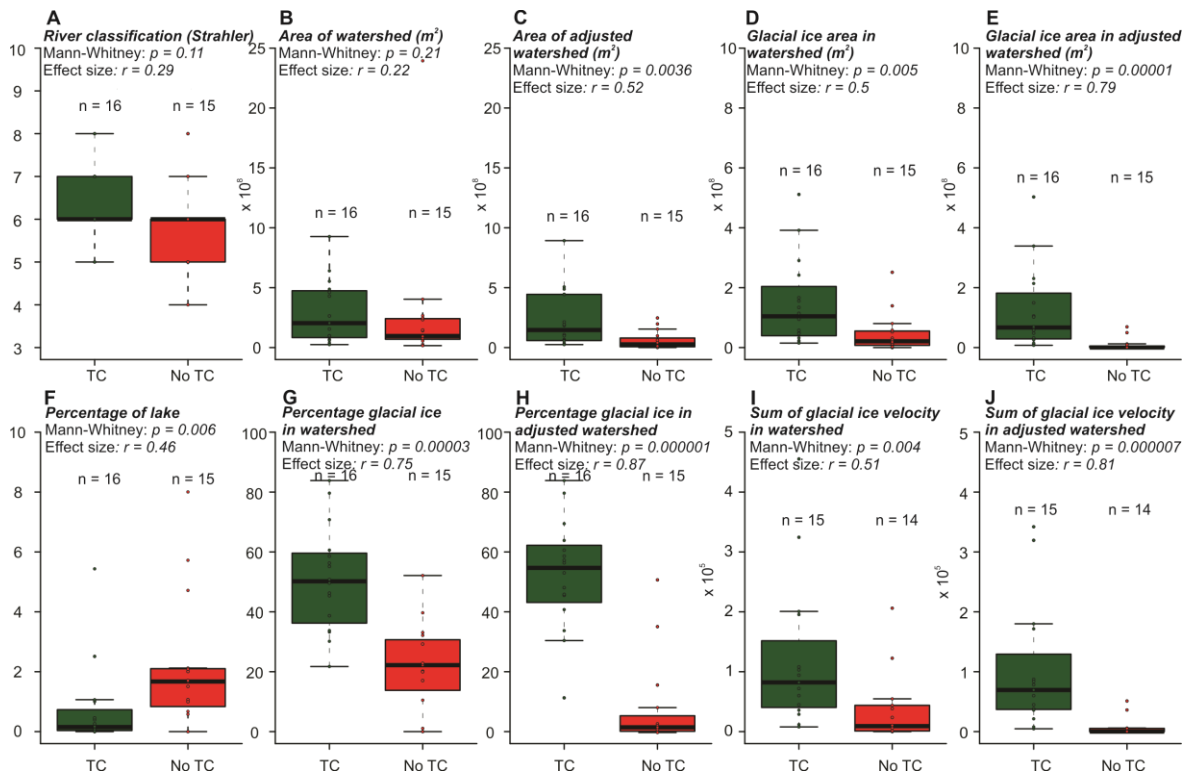 A
River classification (Strahler)
Mann-Whitney: p = 0.11
Effect size: r = 0.29
10
9
8
7
6
5
4
3
n = 16
n = 15
TC
No TC
B
Area of watershed (m²)
Mann-Whitney: p = 0.21
Effect size: r = 0.22
25
20
15
10
5
0
x 10⁸
n = 16
n = 15
TC
No TC
C
Area of adjusted
watershed (m²)
Mann-Whitney: p = 0.0036
Effect size: r = 0.52
25
20
15
10
5
0
x 10⁸
n = 16
n = 15
TC
No TC
D
Glacial ice area in
watershed (m²)
Mann-Whitney: p = 0.005
Effect size: r = 0.5
10
8
6
4
2
0
x 10⁸
n = 16
n = 15
TC
No TC
E
Glacial ice area in adjusted
watershed (m²)
Mann-Whitney: p = 0.00001
Effect size: r = 0.79
10
8
6
4
2
0
x 10⁸
n = 16
n = 15
TC
No TC
F
Percentage of lake
Mann-Whitney: p = 0.006
Effect size: r = 0.46
10
8
6
4
2
0
n = 16
n = 15
TC
No TC
G
Percentage glacial ice
in watershed
Mann-Whitney: p = 0.00003
Effect size: r = 0.75
100
80
60
40
20
0
n = 16
n = 15
TC
No TC
H
Percentage glacial ice in
adjusted watershed
Mann-Whitney: p = 0.000001
Effect size: r = 0.87
100
80
60
40
20
0
n = 16
n = 15
TC
No TC
I
Sum of glacial ice velocity
in watershed
Mann-Whitney: p = 0.004
Effect size: r = 0.51
5
4
3
2
1
0
x 10⁵
n = 15
n = 14
TC
No TC
J
Sum of glacial ice velocity
in adjusted watershed
Mann-Whitney: p = 0.000007
Effect size: r = 0.81
5
4
3
2
1
0
x 10⁵
n = 15
n = 14
TC
No TC